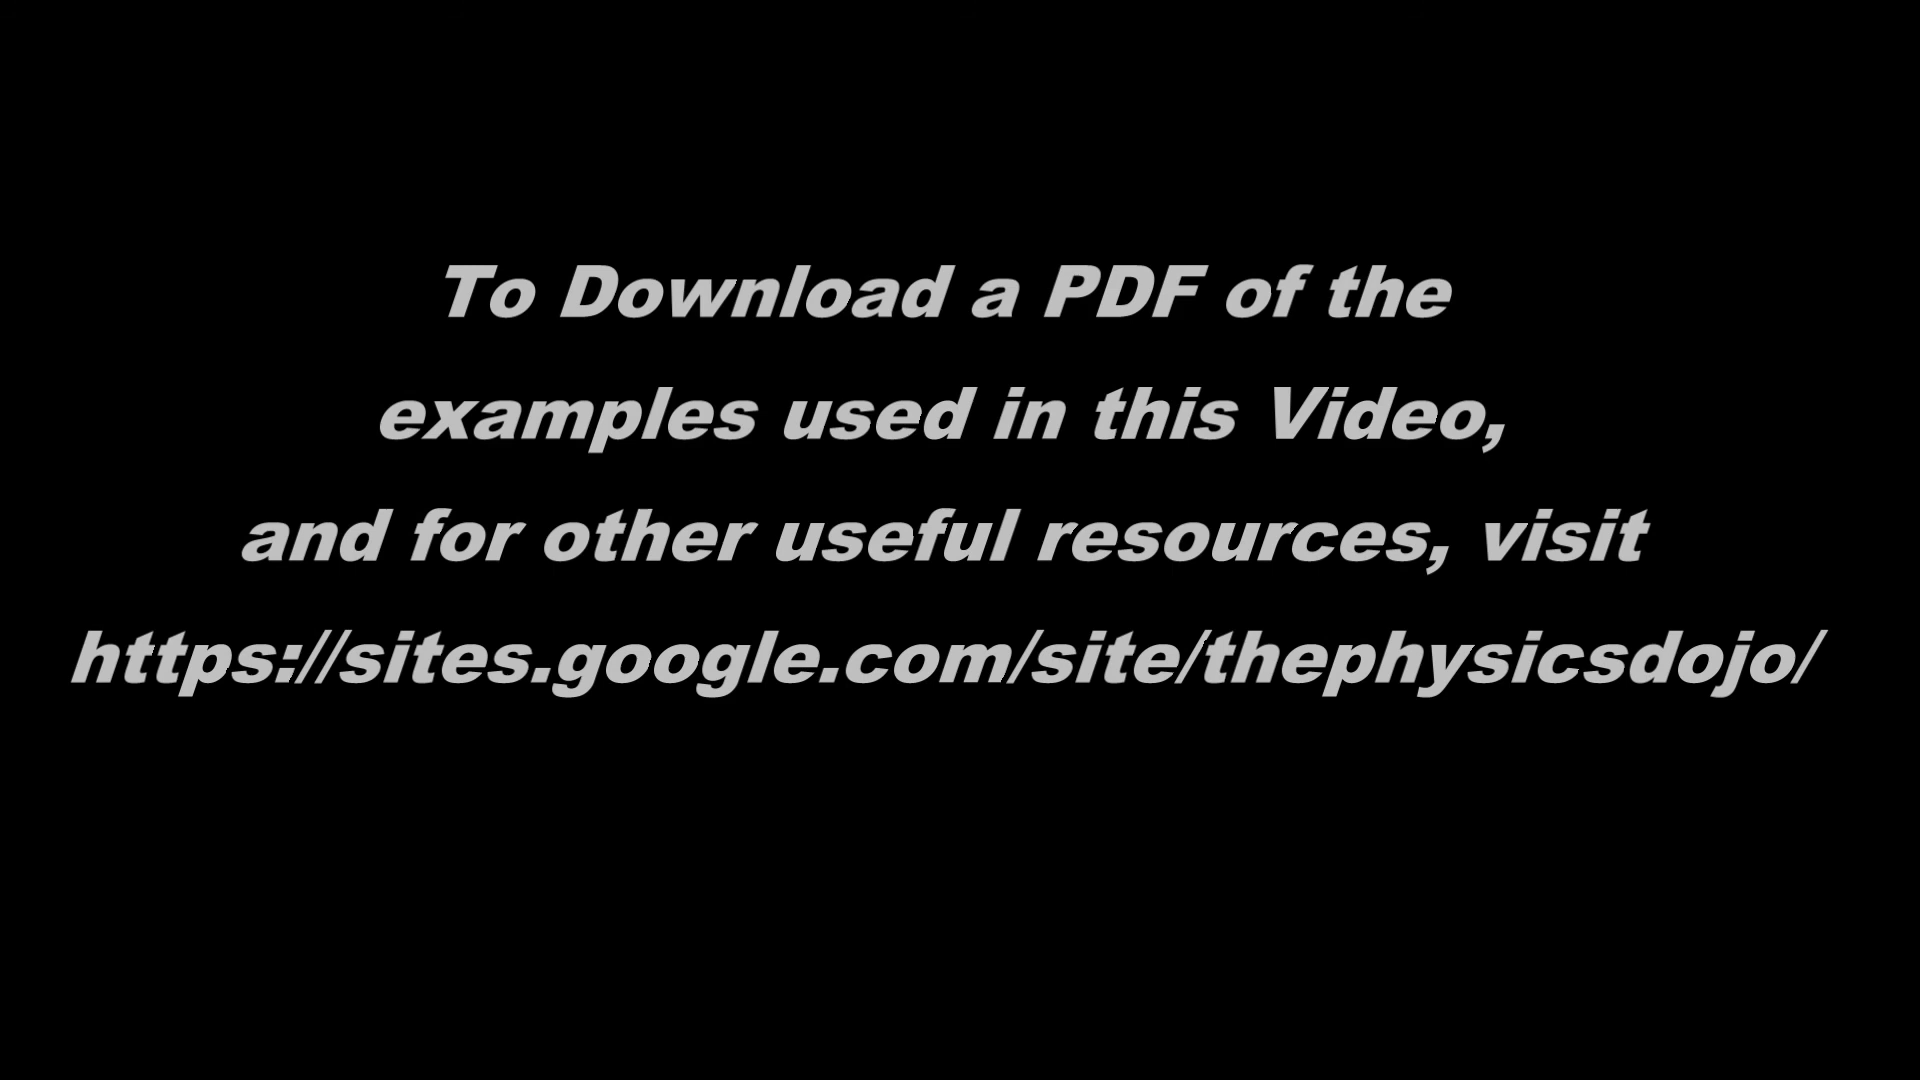 To Download a PDF of the
examples used in this Video,
and for other useful resources, visit
https://sites.google.com/site/thephysicsdojo/